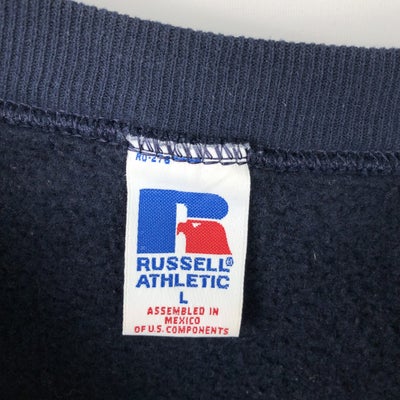 RUSSELL®
ATHLETIC
L
ASSEMBLED IN
MEXICO
OF U.S. COMPONENTS